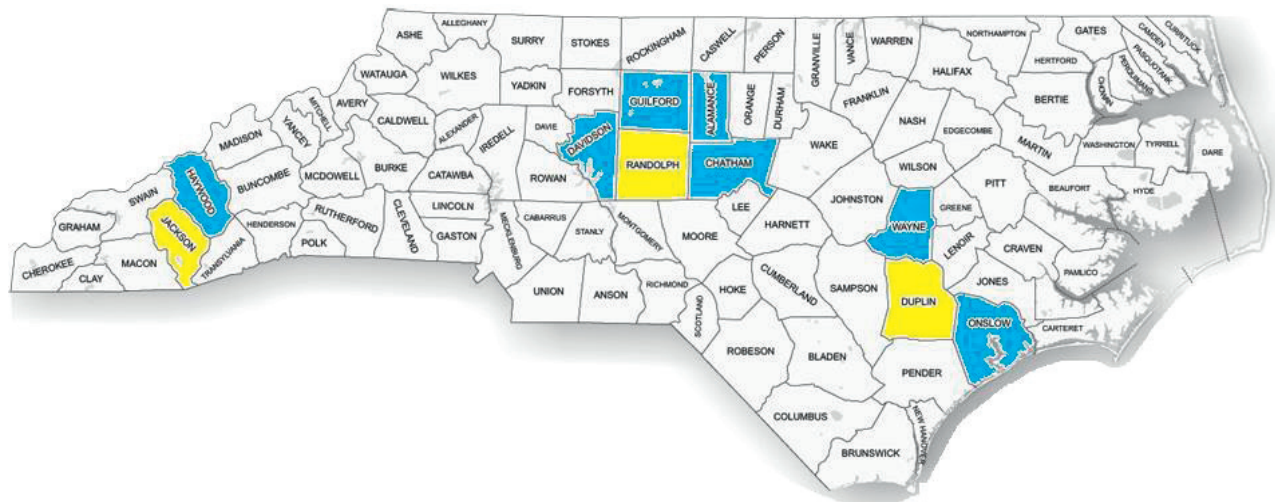 ALLEGHANY
ASHE
SURRY
STOKES
ROCKINGHAM
CASWELL
PERSON
GRANVILLE
VANCE
WARREN
NORTHAMPTON
GATES
CAMDEN
CURRITUCK
PASQUOTANK
PERQUIMANS
CHOWAN
HERTFORD
HALIFAX
BERTIE
WATAUGA
WILKES
YADKIN
FORSYTH
GUILFORD
ALAMANCE
ORANGE
DURHAM
FRANKLIN
NASH
EDGECOMBE
MARTIN
WASHINGTON
TYRRELL
DARE
MITCHELL
AVERY
YANCEY
MADISON
CALDWELL
ALEXANDER
IREDELL
DAVIE
DAVIDSON
RANDOLPH
CHATHAM
WAKE
WILSON
PITT
BEAUFORT
HYDE
HAYWOOD
BUNCOMBE
MCDOWELL
BURKE
CATAWBA
ROWAN
SWAIN
GRAHAM
JACKSON
HENDERSON
RUTHERFORD
CLEVELAND
LINCOLN
GASTON
MECKLENBURG
CABARRUS
STANLY
MONTGOMERY
MOORE
LEE
HARNETT
JOHNSTON
WAYNE
GREENE
LENOIR
CRAVEN
PAMLICO
CHEROKEE
CLAY
MACON
TRANSYLVANIA
POLK
UNION
ANSON
RICHMOND
SCOTLAND
HOKE
CUMBERLAND
SAMPSON
DUPLIN
JONES
ONSLOW
CARTERET
ROBESON
BLADEN
PENDER
COLUMBUS
BRUNSWICK
NEW HANOVER